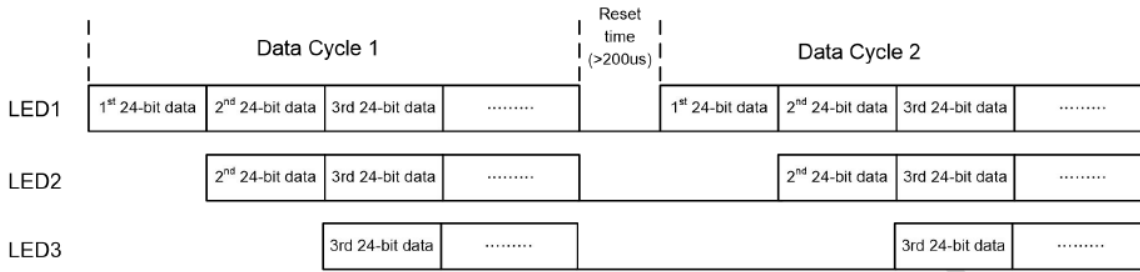 Reset
time
(>200us)
Data Cycle 1
Data Cycle 2
LED1
1st 24-bit data
2nd 24-bit data
3rd 24-bit data
.........
1st 24-bit data
2nd 24-bit data
3rd 24-bit data
.........
LED2
2nd 24-bit data
3rd 24-bit data
.........
2nd 24-bit data
3rd 24-bit data
.........
LED3
3rd 24-bit data
.........
3rd 24-bit data
.........